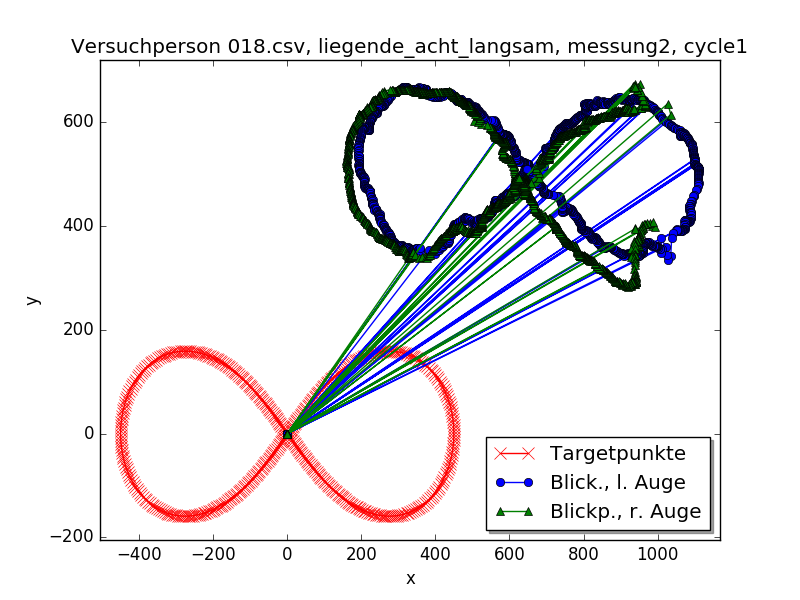 Versuchperson 018.csv, liegende_acht_langsam, messung2, cycle1
y
600
400
200
0
−200
−400
−200
0
200
400
600
800
1000
x
Targetpunkte
Blick., l. Auge
Blickp., r. Auge